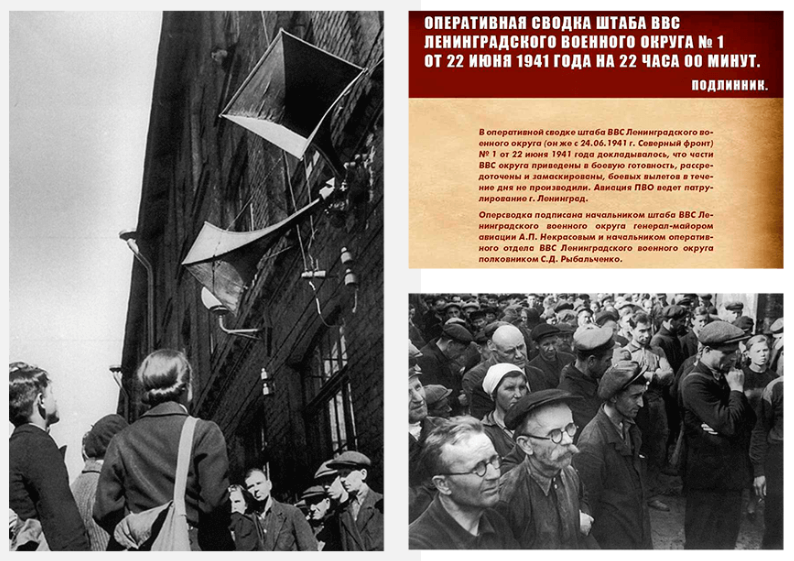 ОПЕРАТИВНАЯ СВОДКА ШТАБА ВВС
ЛЕНИНГРАДСКОГО ВОЕННОГО ОКРУГА № 1
ОТ 22 ИЮНЯ 1941 ГОДА НА 22 ЧАСА 00 МИНУТ.
ПОДЛИННИК.
В оперативной сводке штаба ВВС Ленинградского во-
енного округа (он же с 24.06.1941 г. Северный фронт)
№ 1 от 22 июня 1941 года докладывалось, что части
ВВС округа приведены в боевую готовность, рассре-
доточены и замаскированы, боевых вылетов в тече-
ние дня не производили. Авиация ПВО ведет патру-
лирование г. Ленинград.
Оперсводка подписана начальником штаба ВВС Ле-
нинградского военного округа генерал-майором
авиации А.П. Некрасовым и начальником оператив-
ного отдела ВВС Ленинградского военного округа
полковником С.Д. Рыбальченко.